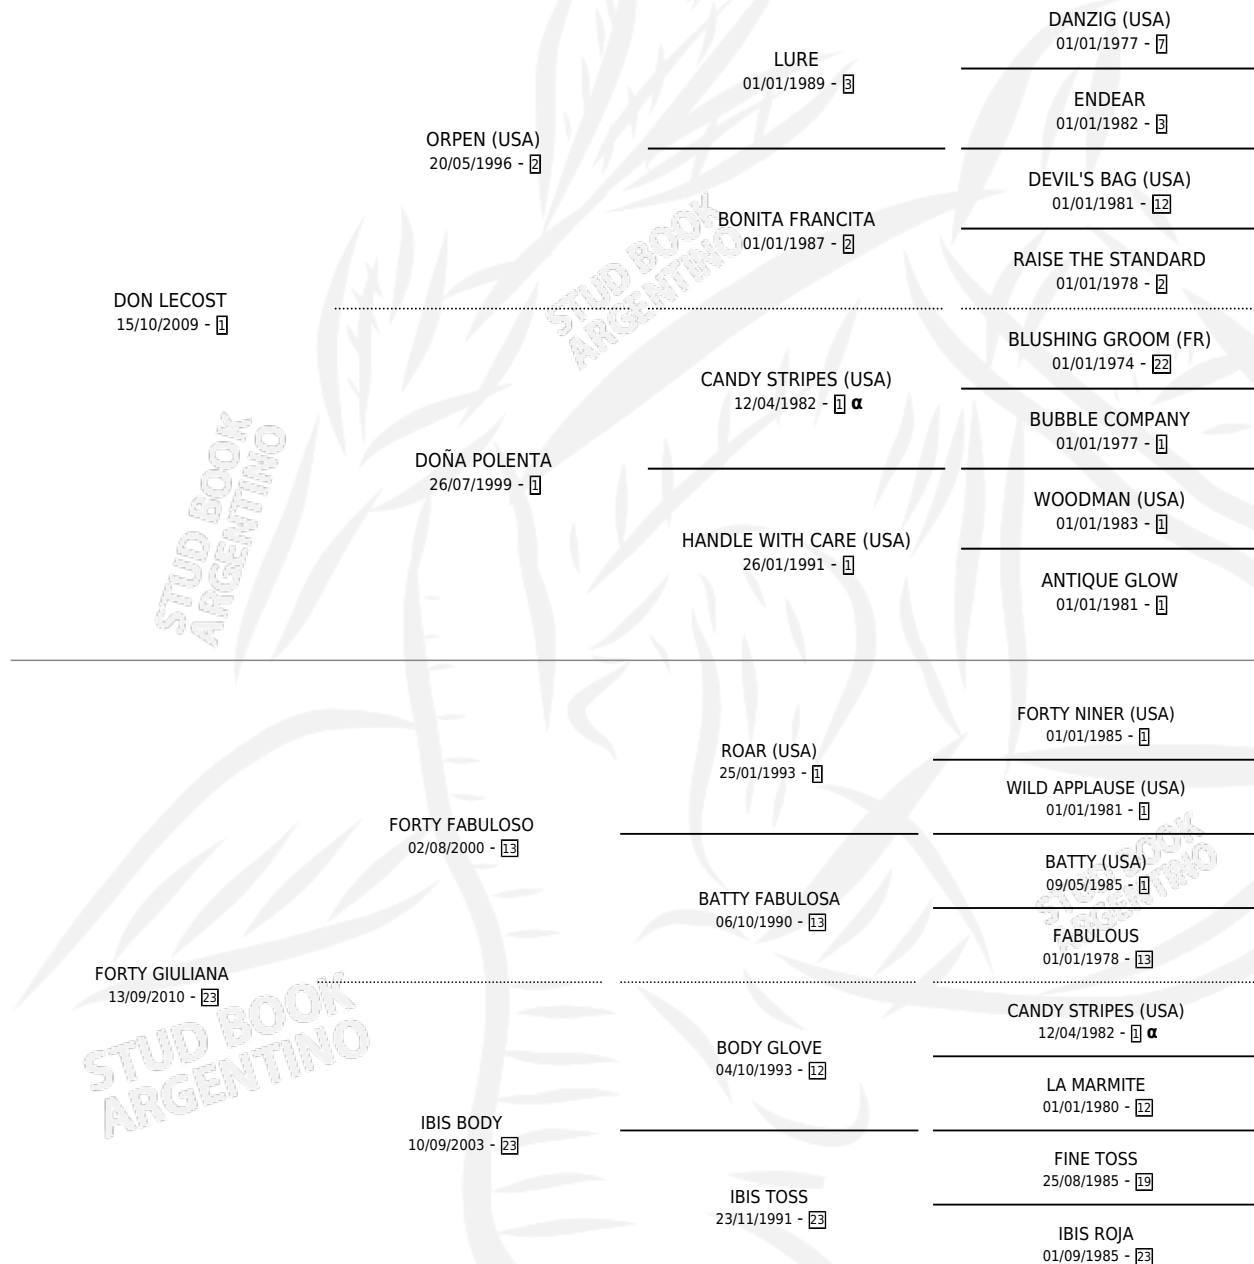 DANZIG (USA)
01/01/1977 - 7
LURE
01/01/1989 - 3
ENDEAR
01/01/1982 - 3
ORPEN (USA)
20/05/1996 - 2
DEVIL'S BAG (USA)
01/01/1981 - 12
BONITA FRANCITA
01/01/1987 - 2
RAISE THE STANDARD
01/01/1978 - 2
DON LECOST
15/10/2009 - 1
BLUSHING GROOM (FR)
01/01/1974 - 22
CANDY STRIPES (USA)
12/04/1982 - 1 α
BUBBLE COMPANY
01/01/1977 - 1
DOÑA POLENTA
26/07/1999 - 1
WOODMAN (USA)
01/01/1983 - 1
HANDLE WITH CARE (USA)
26/01/1991 - 1
ANTIQUE GLOW
01/01/1981 - 1
FORTY NINER (USA)
01/01/1985 - 1
ROAR (USA)
25/01/1993 - 1
WILD APPLAUSE (USA)
01/01/1981 - 1
FORTY FABULOSO
02/08/2000 - 13
BATTY (USA)
09/05/1985 - 1
BATTY FABULOSA
06/10/1990 - 13
FABULOUS
01/01/1978 - 13
FORTY GIULIANA
13/09/2010 - 23
CANDY STRIPES (USA)
12/04/1982 - 1 α
BODY GLOVE
04/10/1993 - 12
LA MARMITE
01/01/1980 - 12
IBIS BODY
10/09/2003 - 23
FINE TOSS
25/08/1985 - 19
IBIS TOSS
23/11/1991 - 23
IBIS ROJA
01/09/1985 - 23
STUD BOOK
ARGENTINO
STUD BOOK
ARGENTINO
STUD BOOK
ARGENTINO
STUD BOOK
ARGENTINO